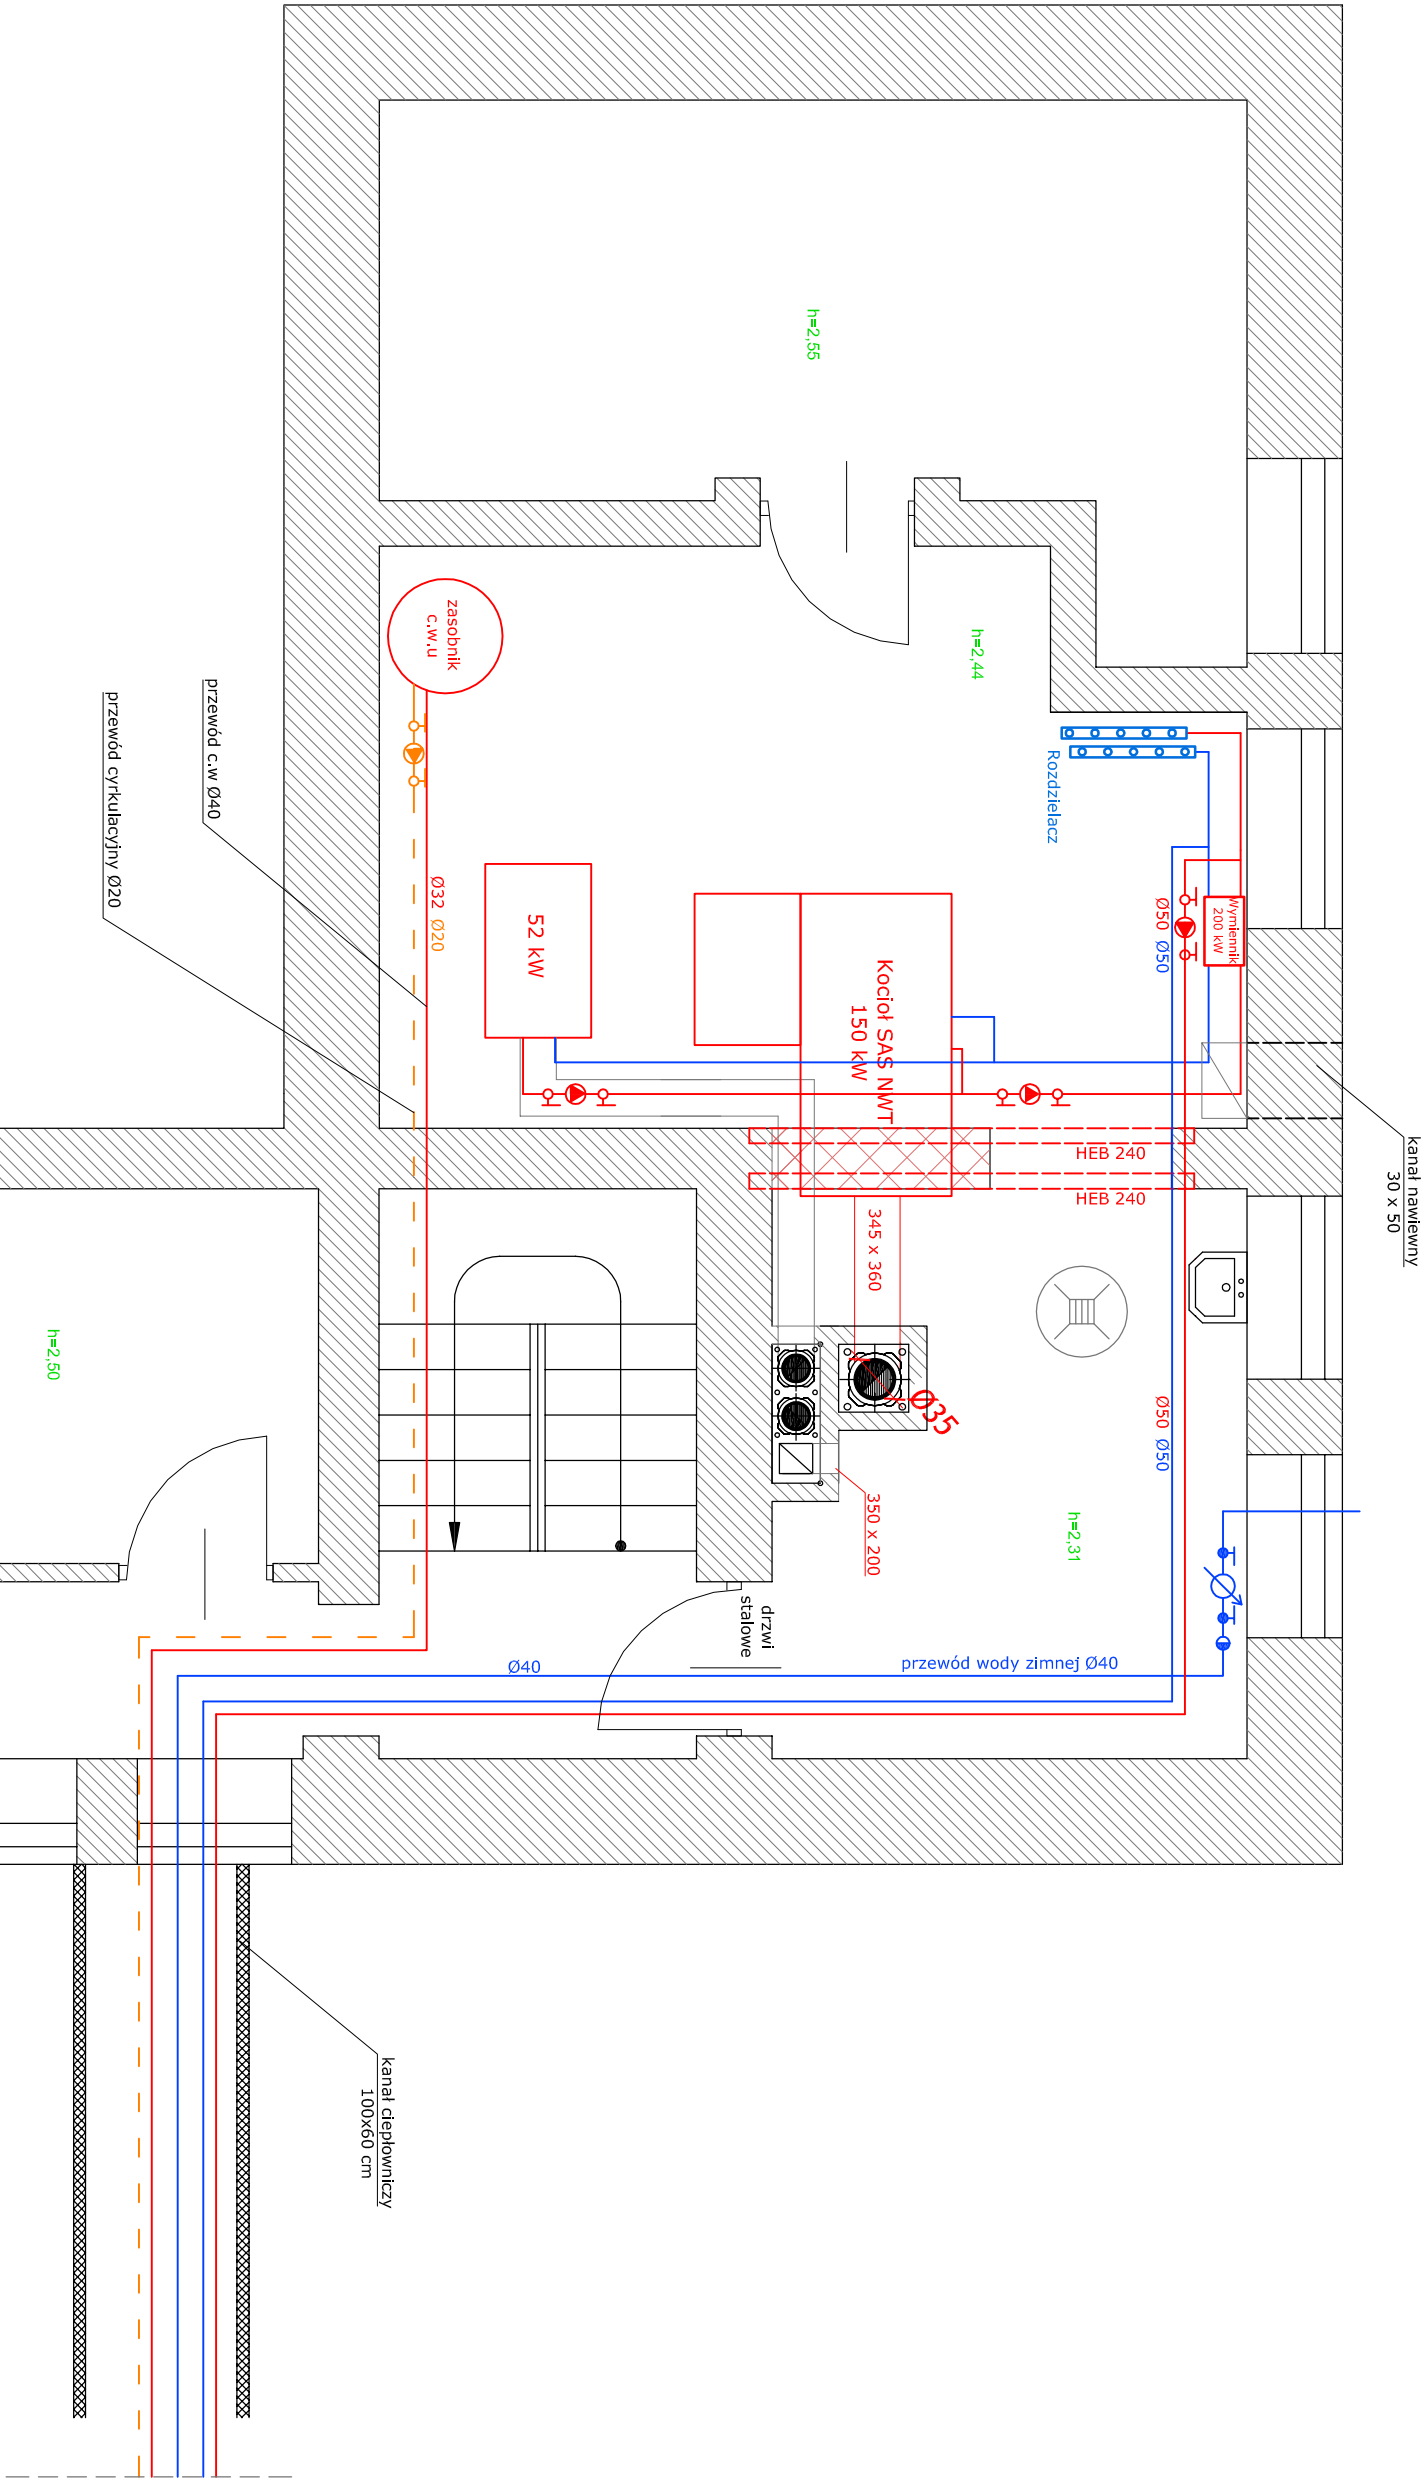 kanał nawiewny
30 x 50
h=2,55
h=2,44
zasobnik
c.w.u
Rozdzielacz
przewód c.w Ø40
przewód cyrkulacyjny Ø20
Ø32 Ø20
52 kW
Kocioł SAS NWT
150 kW
Wymiennik
200 kW
Ø50 Ø50
HEB 240
HEB 240
345 x 360
Ø35
350 x 200
h=2,50
h=2,31
Ø50 Ø50
drzwi
stalowe
Ø40
przewód wody zimnej Ø40
kanał ciepłowniczy
100x60 cm